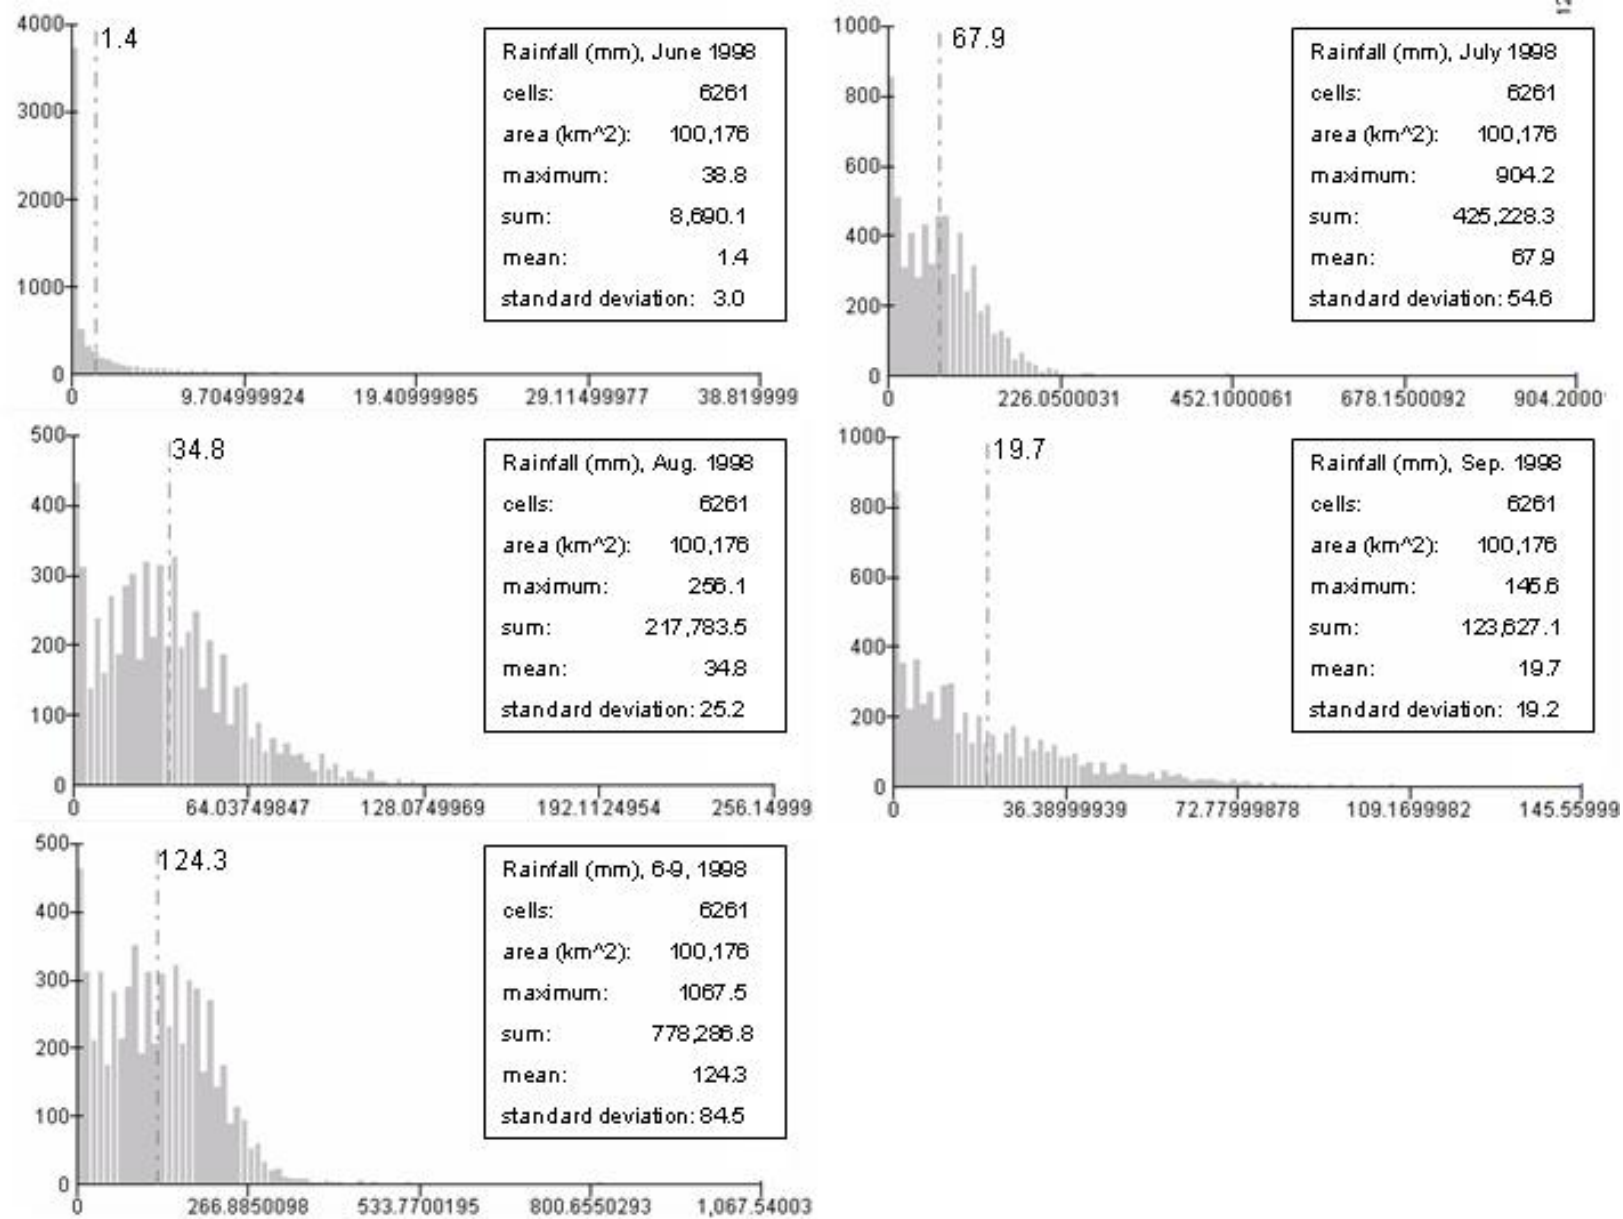 4000
3000
2000
1000
0
1.4
Rainfall (mm), June 1998
cells: 6261
area (km^2): 100,176
maximum: 38.8
sum: 8,690.1
mean: 1.4
standard deviation: 3.0
0 9.704999924 19.40999985 29.11499977 38.819999
12
1000
800
600
400
200
0
67.9
Rainfall (mm), July 1998
cells: 6261
area (km^2): 100,176
maximum: 904.2
sum: 425,228.3
mean: 67.9
standard deviation: 54.6
0 226.0500031 452.1000061 678.1500092 904.2000
500
400
300
200
100
0
34.8
Rainfall (mm), Aug. 1998
cells: 6261
area (km^2): 100,176
maximum: 256.1
sum: 217,783.5
mean: 34.8
standard deviation: 25.2
0 64.03749847 128.0749969 192.1124954 256.14999
1000
800
600
400
200
0
19.7
Rainfall (mm), Sep. 1998
cells: 6261
area (km^2): 100,176
maximum: 145.6
sum: 123,627.1
mean: 19.7
standard deviation: 19.2
0 36.38999939 72.77999878 109.1699982 145.55999
500
400
300
200
100
0
124.3
Rainfall (mm), 6-9, 1998
cells: 6261
area (km^2): 100,176
maximum: 1067.5
sum: 778,286.8
mean: 124.3
standard deviation: 84.5
0 266.8850098 533.7700195 800.6550293 1,067.54003